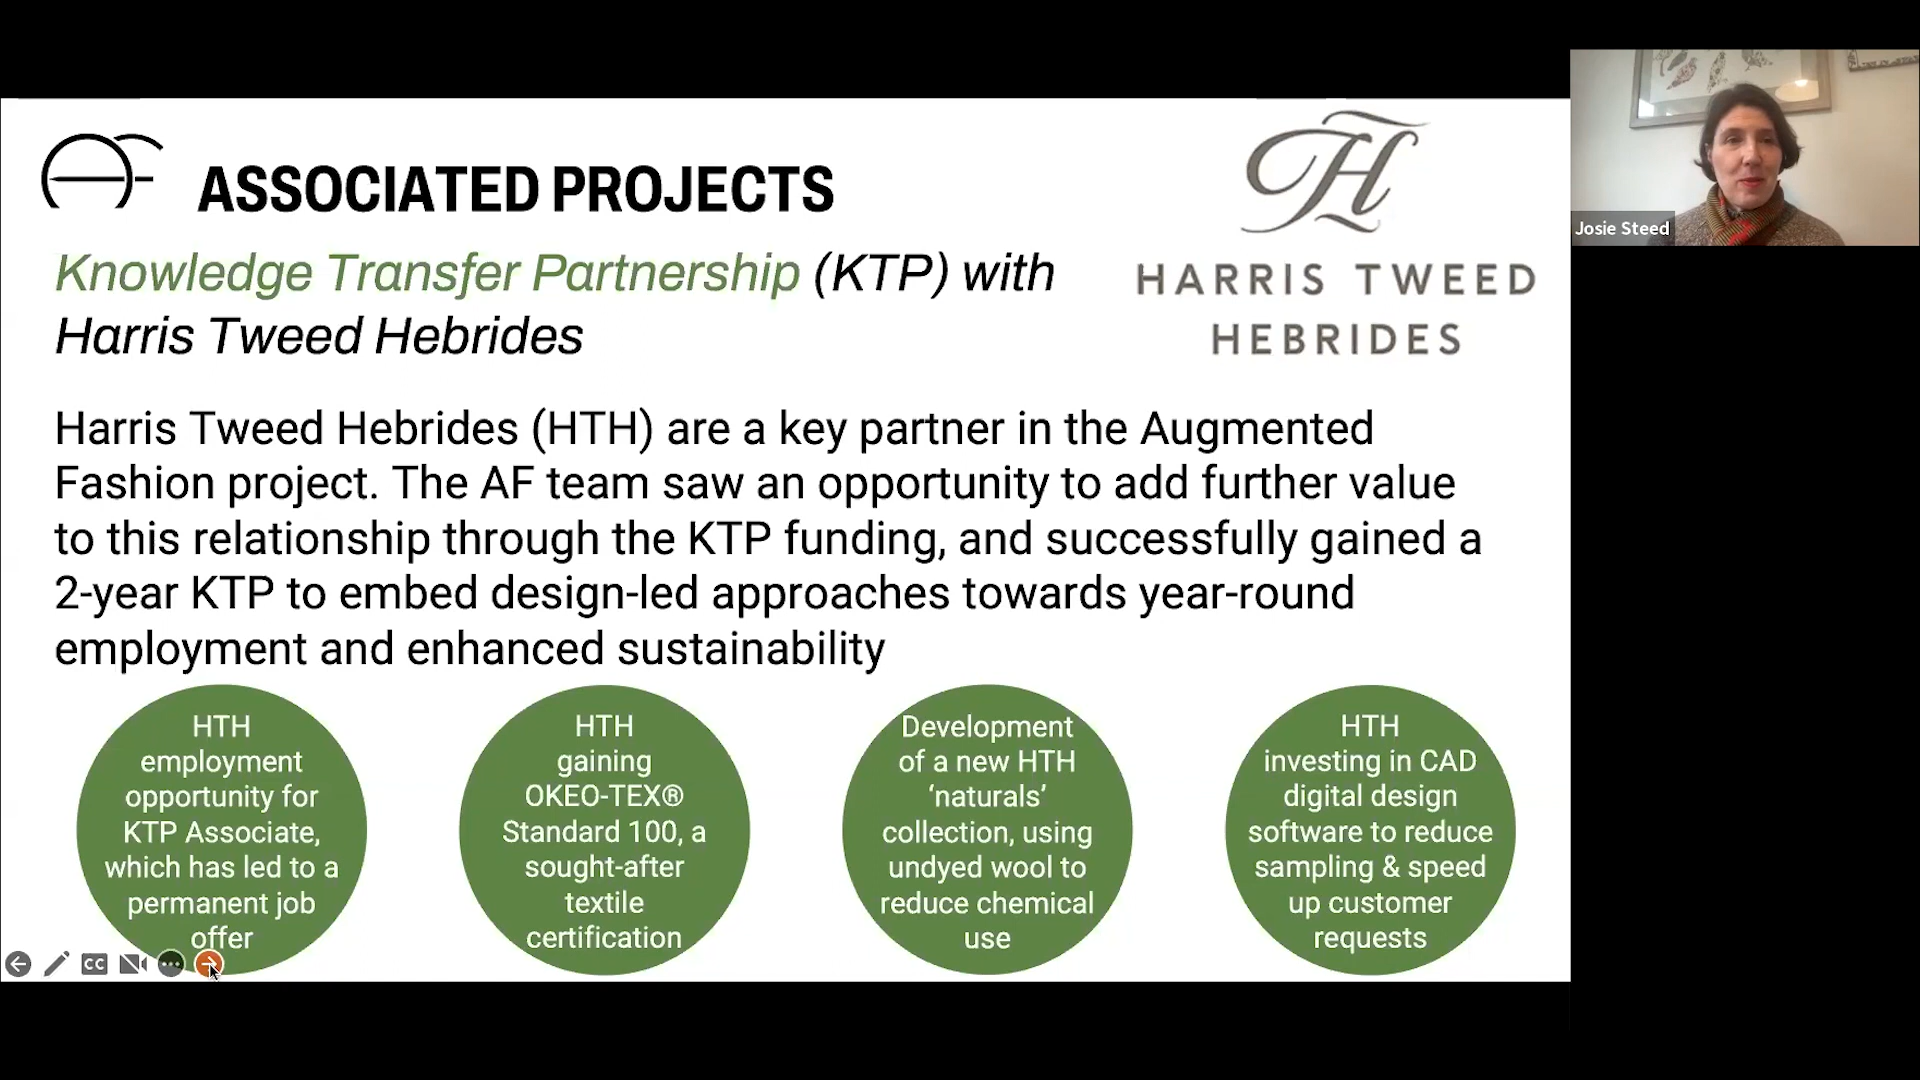 ASSOCIATED PROJECTS
Knowledge Transfer Partnership (KTP) with
Harris Tweed Hebrides
HARRIS TWEED
HEBRIDES
Josie Steed
Harris Tweed Hebrides (HTH) are a key partner in the Augmented
Fashion project. The AF team saw an opportunity to add further value
to this relationship through the KTP funding, and successfully gained a
2-year KTP to embed design-led approaches towards year-round
employment and enhanced sustainability
HTH
employment
opportunity for
KTP Associate,
which has led to a
permanent job
offer
HTH
gaining
OKEO-TEX®
Standard 100, a
sought-after
textile
certification
Development
of a new HTH
‘naturals’
collection, using
undyed wool to
reduce chemical
use
HTH
investing in CAD
digital design
software to reduce
sampling & speed
up customer
requests
CC